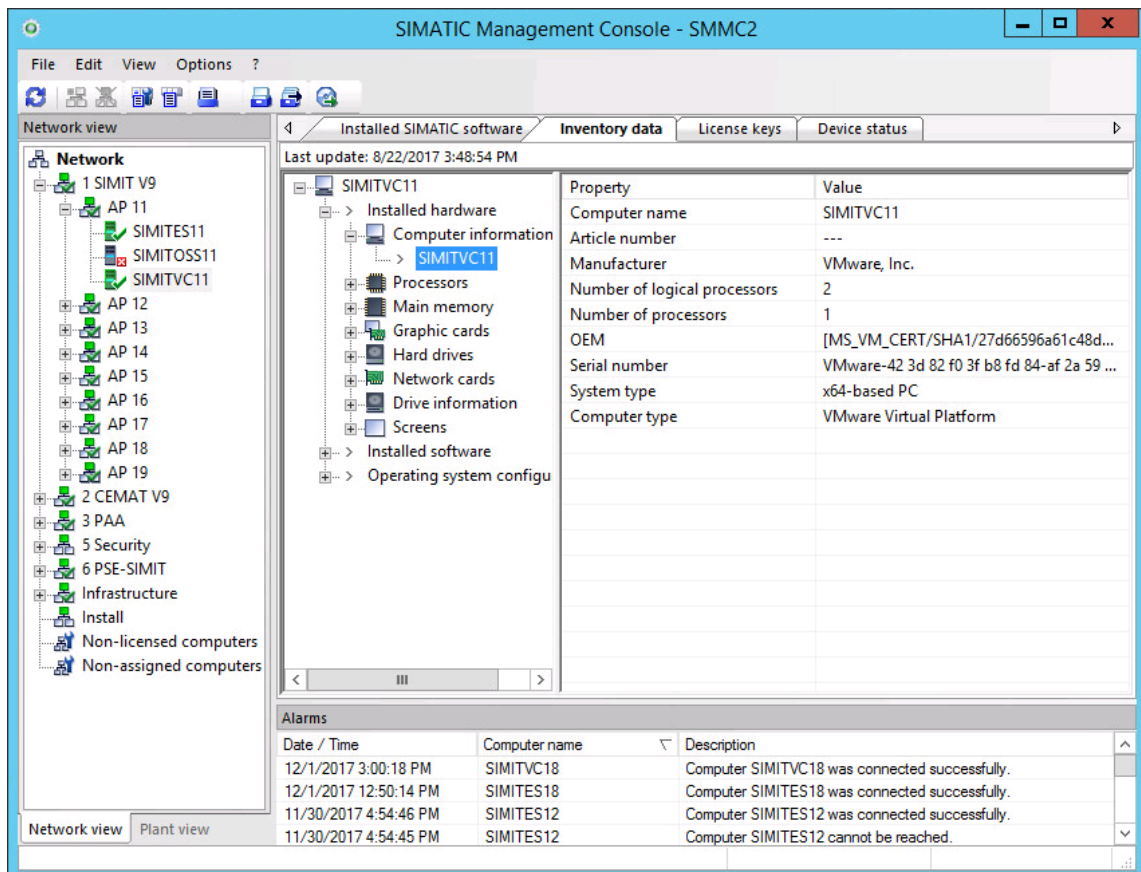 SIMATIC Management Console - SMMC2
File Edit View Options ?
Network view
Network
1 SIMIT V9
AP 11
SIMITES11
SIMITOSS11
SIMITVC11
AP 12
AP 13
AP 14
AP 15
AP 16
AP 17
AP 18
AP 19
2 CEMAT V9
3 PAA
5 Security
6 PSE-SIMIT
Infrastructure
Install
Non-licensed computers
Non-assigned computers
Network view Plant view
Installed SIMATIC software Inventory data License keys Device status
Last update: 8/22/2017 3:48:54 PM
SIMITVC11
Installed hardware
Computer information
SIMITVC11
Processors
Main memory
Graphic cards
Hard drives
Network cards
Drive information
Screens
Installed software
Operating system configu
Property Value
Computer name SIMITVC11
Article number ---
Manufacturer VMware, Inc.
Number of logical processors 2
Number of processors 1
OEM [MS_VM_CERT/SHA1/27d66596a61c48d...
Serial number VMware-42 3d 82 f0 3f b8 fd 84-af 2a 59 ...
System type x64-based PC
Computer type VMware Virtual Platform
Alarms
Date / Time Computer name Description
12/1/2017 3:00:18 PM SIMITVC18 Computer SIMITVC18 was connected successfully.
12/1/2017 12:50:14 PM SIMITES18 Computer SIMITES18 was connected successfully.
11/30/2017 4:54:46 PM SIMITES12 Computer SIMITES12 was connected successfully.
11/30/2017 4:54:45 PM SIMITES12 Computer SIMITES12 cannot be reached.